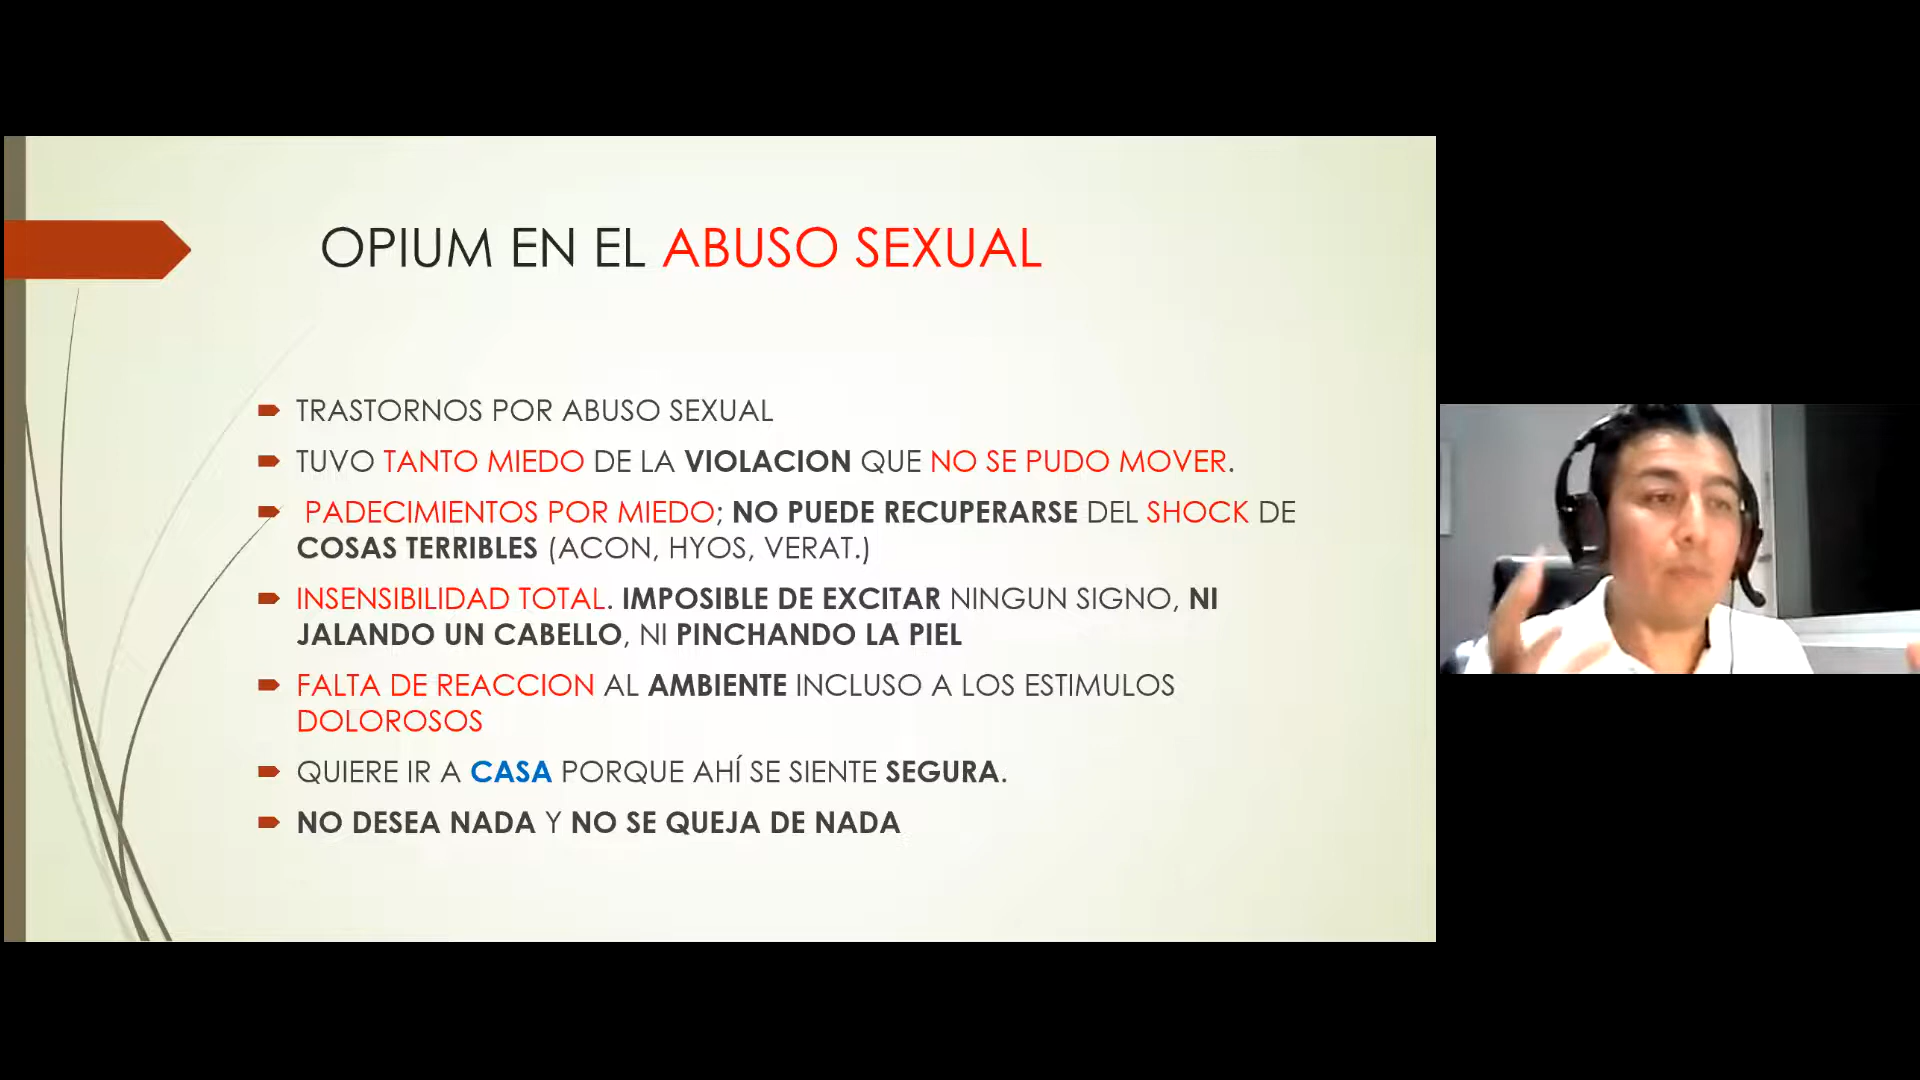 OPIUM EN EL ABUSO SEXUAL
TRASTORNOS POR ABUSO SEXUAL
TUVO TANTO MIEDO DE LA VIOLACION QUE NO SE PUDO MOVER.
PADECIMIENTOS POR MIEDO; NO PUEDE RECUPERARSE DEL SHOCK DE
COSAS TERRIBLES (ACON, HYOS, VERAT.)
INSENSIBILIDAD TOTAL. IMPOSIBLE DE EXCITAR NINGUN SIGNO, NI
JALANDO UN CABELLO, NI PINCHANDO LA PIEL
FALTA DE REACCION AL AMBIENTE INCLUSO A LOS ESTIMULOS
DOLOROSOS
QUIERE IR A CASA PORQUE AHÍ SE SIENTE SEGURA.
NO DESEA NADA Y NO SE QUEJA DE NADA